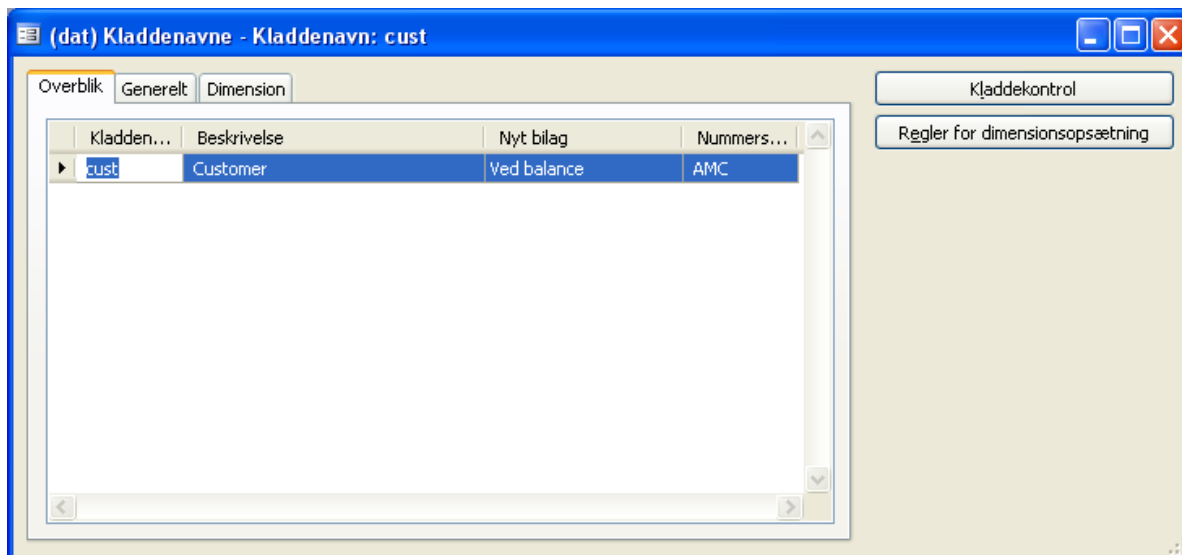 (dat) Kladdenavne - Kladdenavn: cust
Overblik Generelt Dimension
Kladdekontrol
Regler for dimensionsopsætning
Kladden... Beskrivelse Nyt bilag Nummers...
cust Customer Ved balance AMC